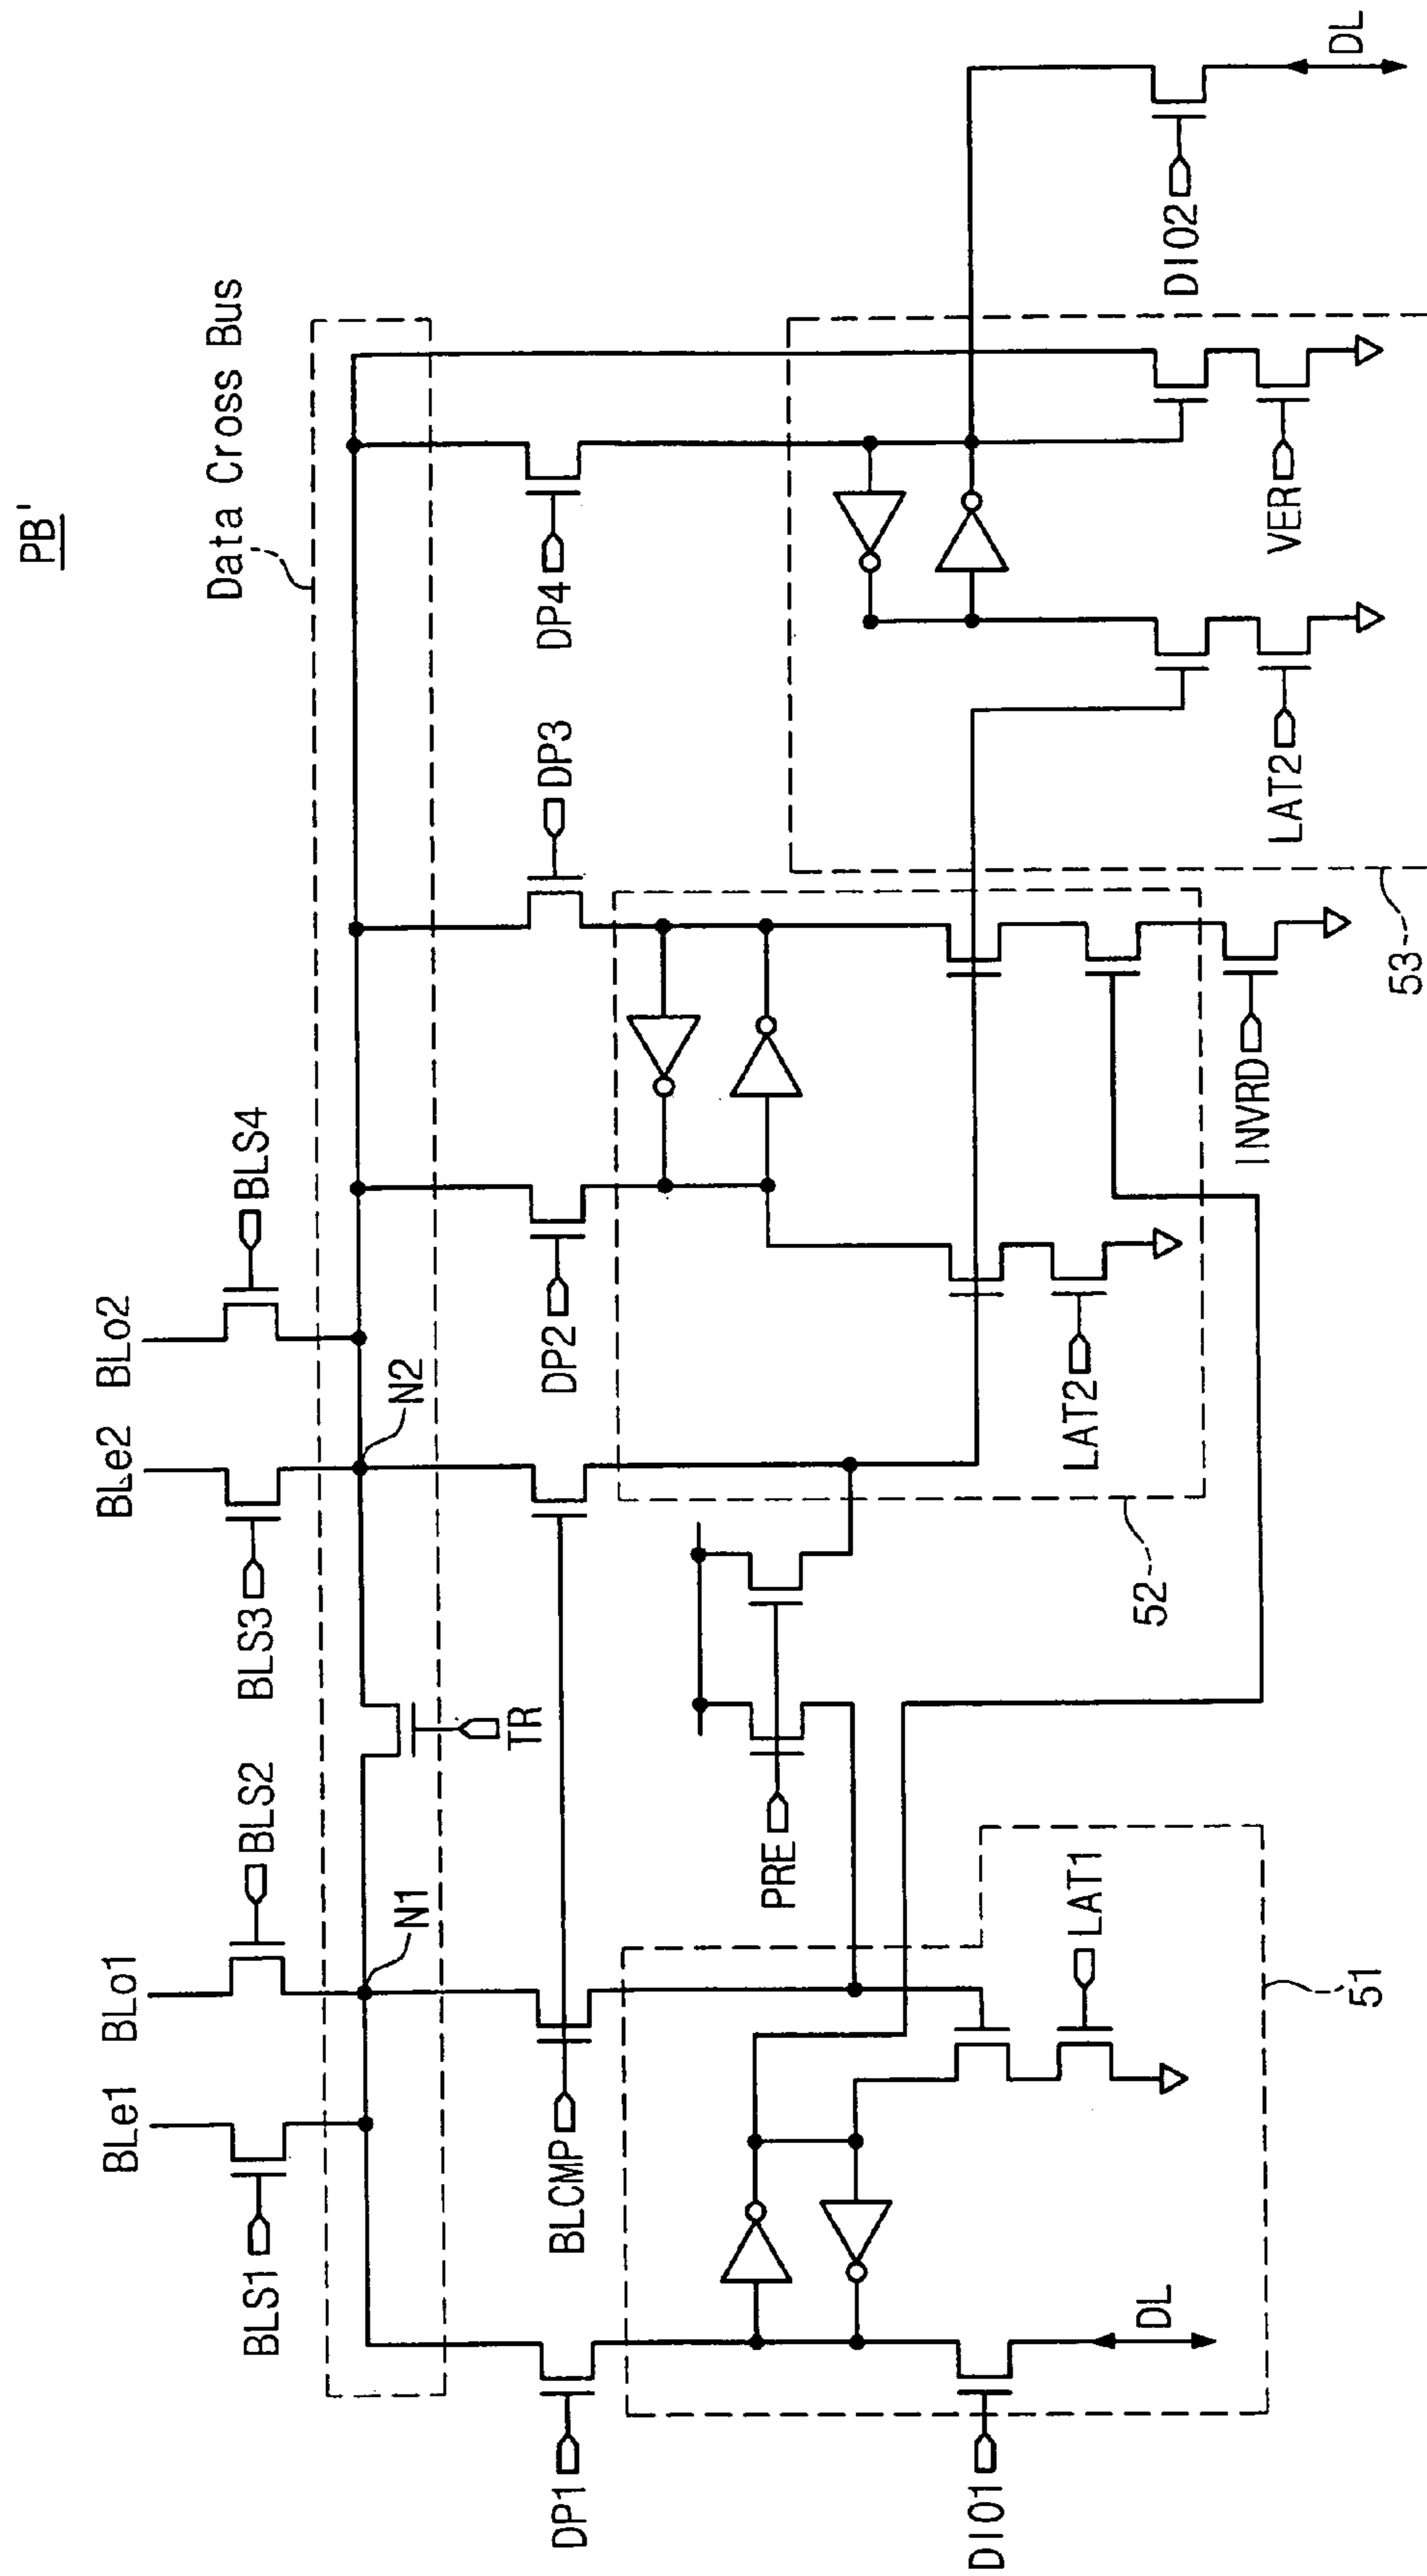 PB'
Data Cross Bus
BLe1
BLo1
BLe2
BLo2
BLS1
BLS2
BLS3
BLS4
N1
N2
TR
DP1
BLCMP
DP2
DP3
DP4
PRE
DIO1
DL
LAT1
51
52
LAT2
INVRD
53
LAT2
VER
DIO2
DL